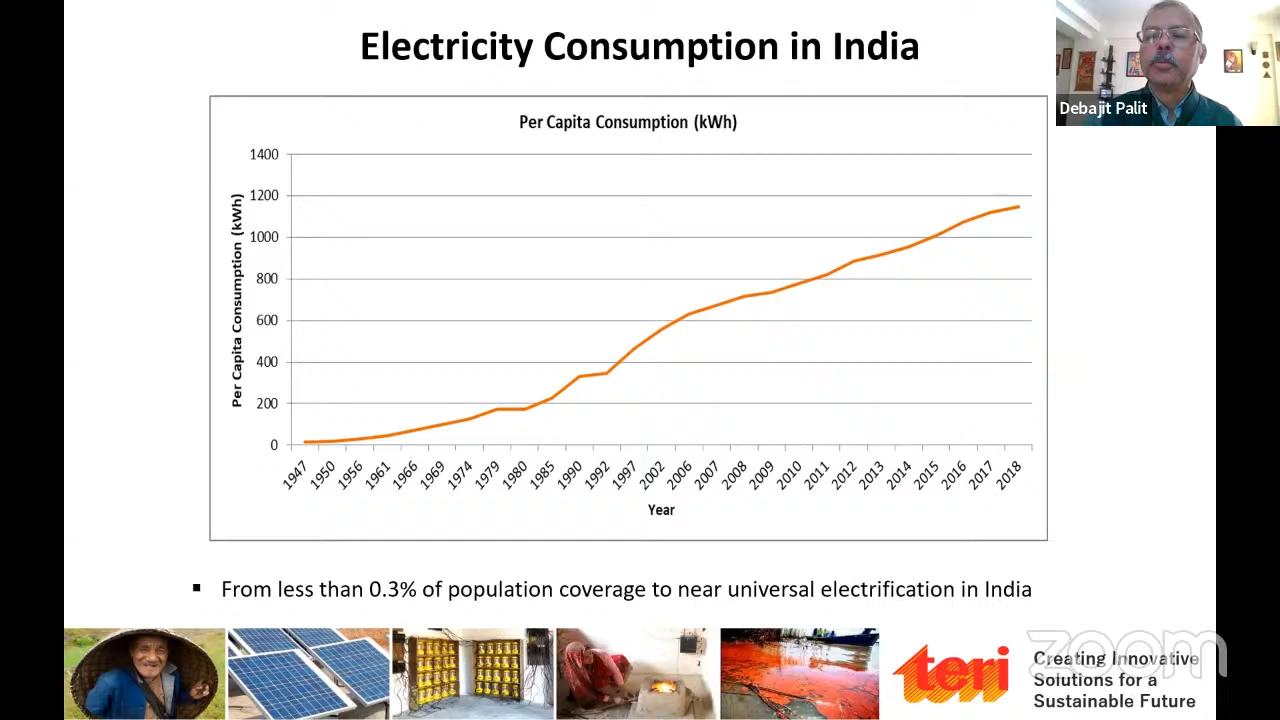 Electricity Consumption in India
Debajit Palit
Per Capita Consumption (kWh)
Per Capita Consumption (kWh)
1400
1200
1000
800
600
400
200
0
1947 1950 1956 1961 1966 1969 1974 1979 1980 1985 1990 1992 1997 2002 2006 2007 2008 2009 2010 2011 2012 2013 2014 2015 2016 2017 2018
Year
▪ From less than 0.3% of population coverage to near universal electrification in India
zoom
teri
Creating Innovative
Solutions for a
Sustainable Future